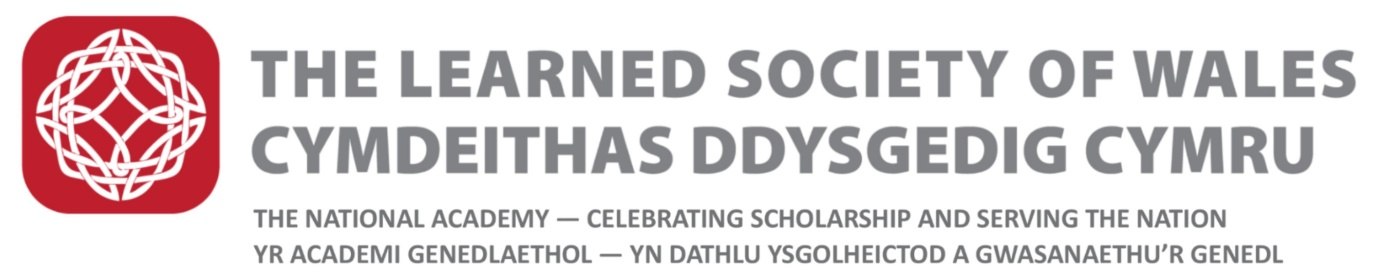 THE LEARNED SOCIETY OF WALES
CYMDEITHAS DDYSGEDIG CYMRU
THE NATIONAL ACADEMY — CELEBRATING SCHOLARSHIP AND SERVING THE NATION
YR ACADEMI GENEDLAETHOL — YN DATHLU YSGOLHEICTOD A GWASANAETHU'R GENEDL